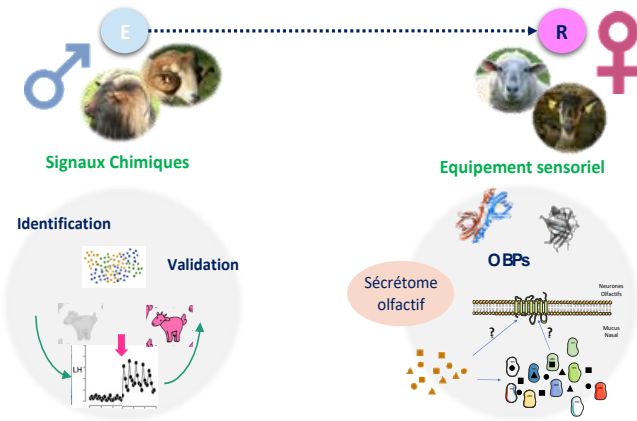 E
R
Signaux Chimiques
Equipement sensoriel
Identification
Validation
LH
OBPs
Sécrétome
olfactif
Neurones
Olfactifs
?
?
Mucus
Nasal